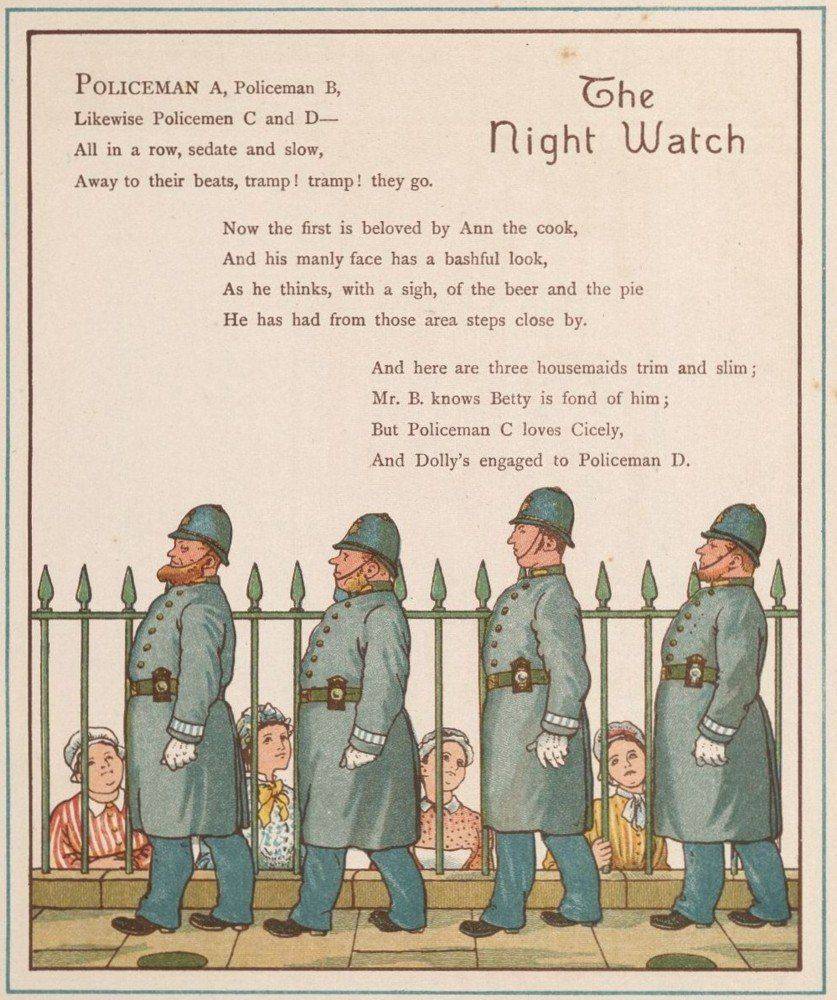 The
Night Watch
POLICEMAN A, Policeman B,
Likewise Policemen C and D—
All in a row, sedate and slow,
Away to their beats, tramp! tramp! they go.
Now the first is beloved by Ann the cook,
And his manly face has a bashful look,
As he thinks, with a sigh, of the beer and the pie
He has had from those area steps close by.
And here are three housemaids trim and slim;
Mr. B. knows Betty is fond of him;
But Policeman C loves Cicely,
And Dolly's engaged to Policeman D.